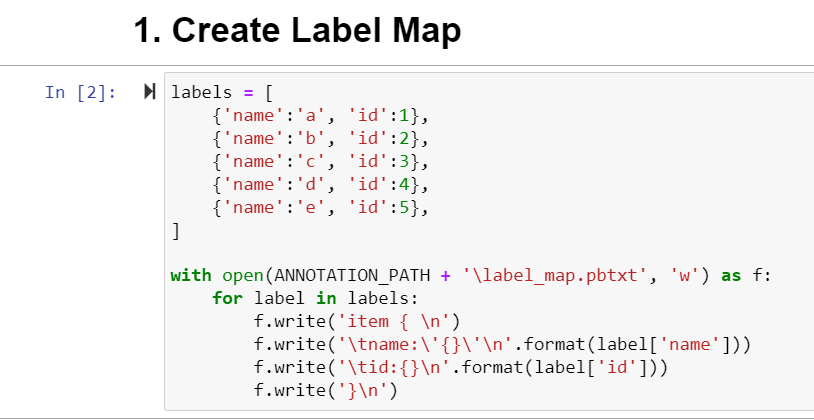 1. Create Label Map
In [2]:
labels = [
    {'name':'a', 'id':1},
    {'name':'b', 'id':2},
    {'name':'c', 'id':3},
    {'name':'d', 'id':4},
    {'name':'e', 'id':5},
]

with open(ANNOTATION_PATH + '\label_map.pbtxt', 'w') as f:
    for label in labels:
        f.write('item { \n')
        f.write('\tname:\'{}\'\n'.format(label['name']))
        f.write('\tid:{}\n'.format(label['id']))
        f.write('}\n')